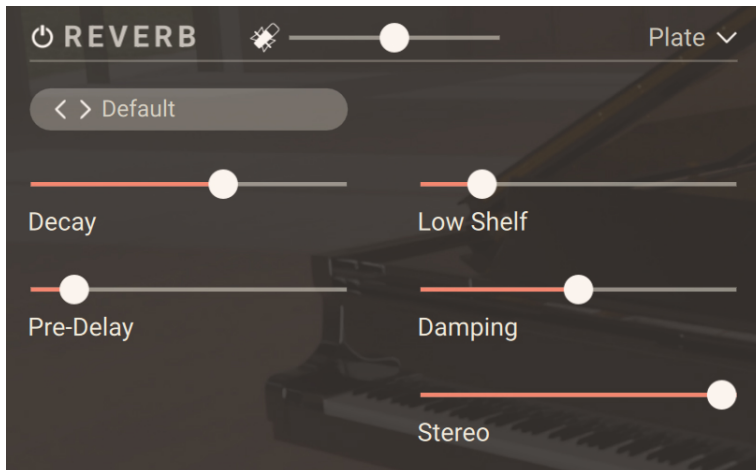 REVERB Plate
Default
Decay Low Shelf
Pre-Delay Damping
Stereo